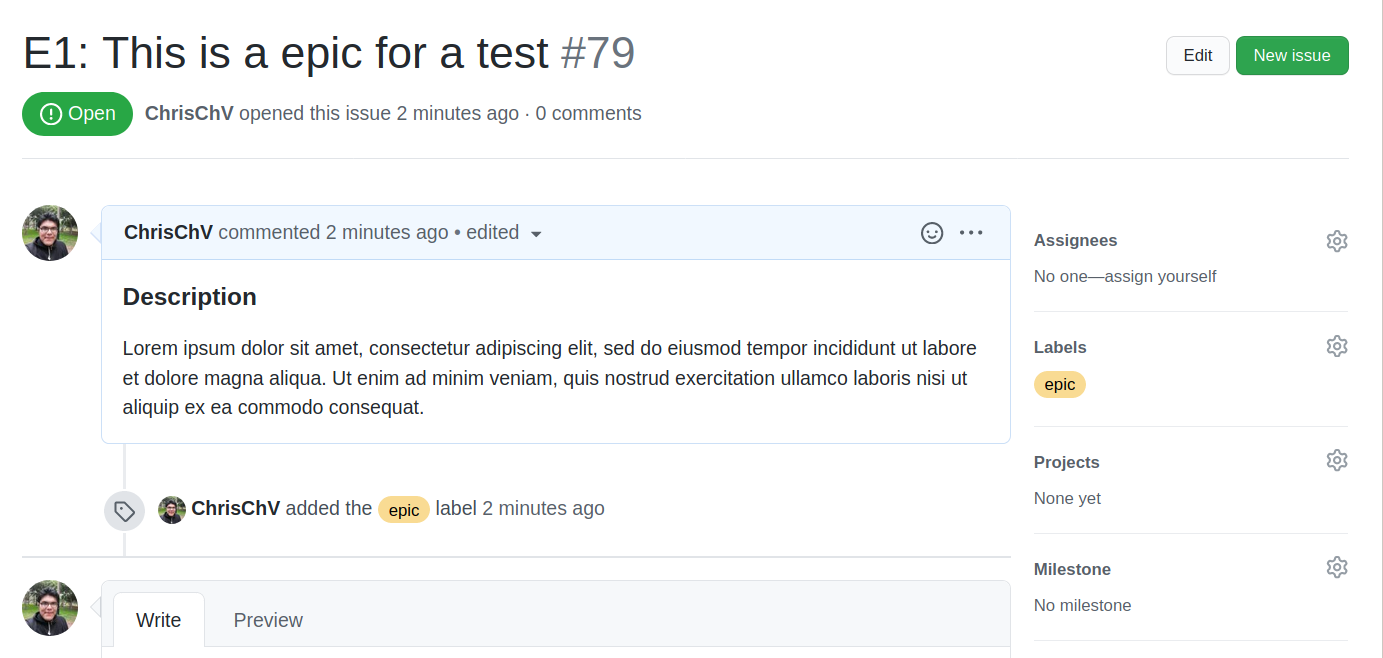 E1: This is a epic for a test #79
Edit
New issue
Open
ChrisChV opened this issue 2 minutes ago · 0 comments
ChrisChV commented 2 minutes ago • edited
Description
Lorem ipsum dolor sit amet, consectetur adipiscing elit, sed do eiusmod tempor incididunt ut labore
et dolore magna aliqua. Ut enim ad minim veniam, quis nostrud exercitation ullamco laboris nisi ut
aliquip ex ea commodo consequat.
ChrisChV added the epic label 2 minutes ago
Write
Preview
Assignees
No one—assign yourself
Labels
epic
Projects
None yet
Milestone
No milestone